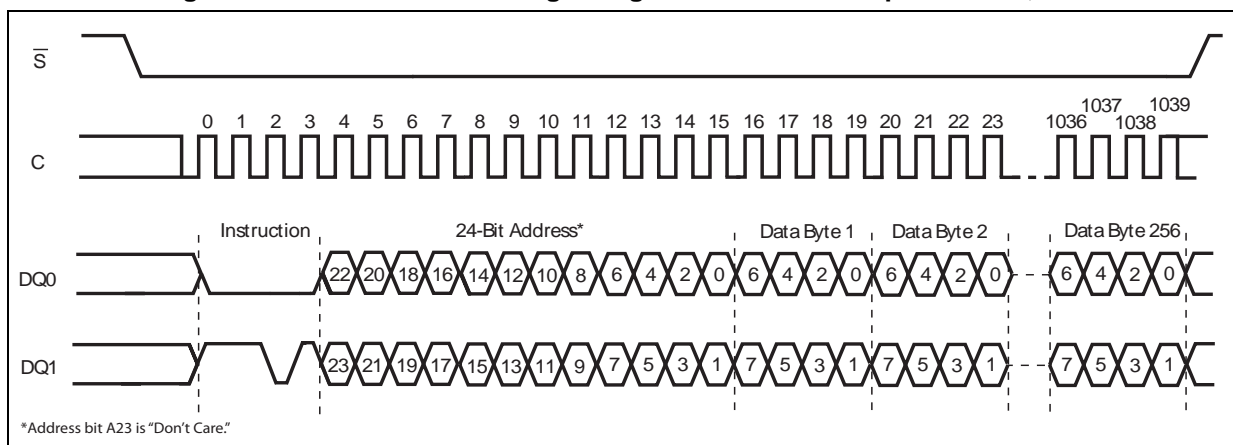 S
0 1 2 3 4 5 6 7 8 9 10 11 12 13 14 15 16 17 18 19 20 21 22 23 1036 1037 1038 1039
C
Instruction 24-Bit Address* Data Byte 1 Data Byte 2 Data Byte 256
DQ0 22 20 18 16 14 12 10 8 6 4 2 0 6 4 2 0 6 4 2 0 6 4 2 0
DQ1 23 21 19 17 15 13 11 9 7 5 3 1 7 5 3 1 7 5 3 1 7 5 3 1
*Address bit A23 is "Don't Care."